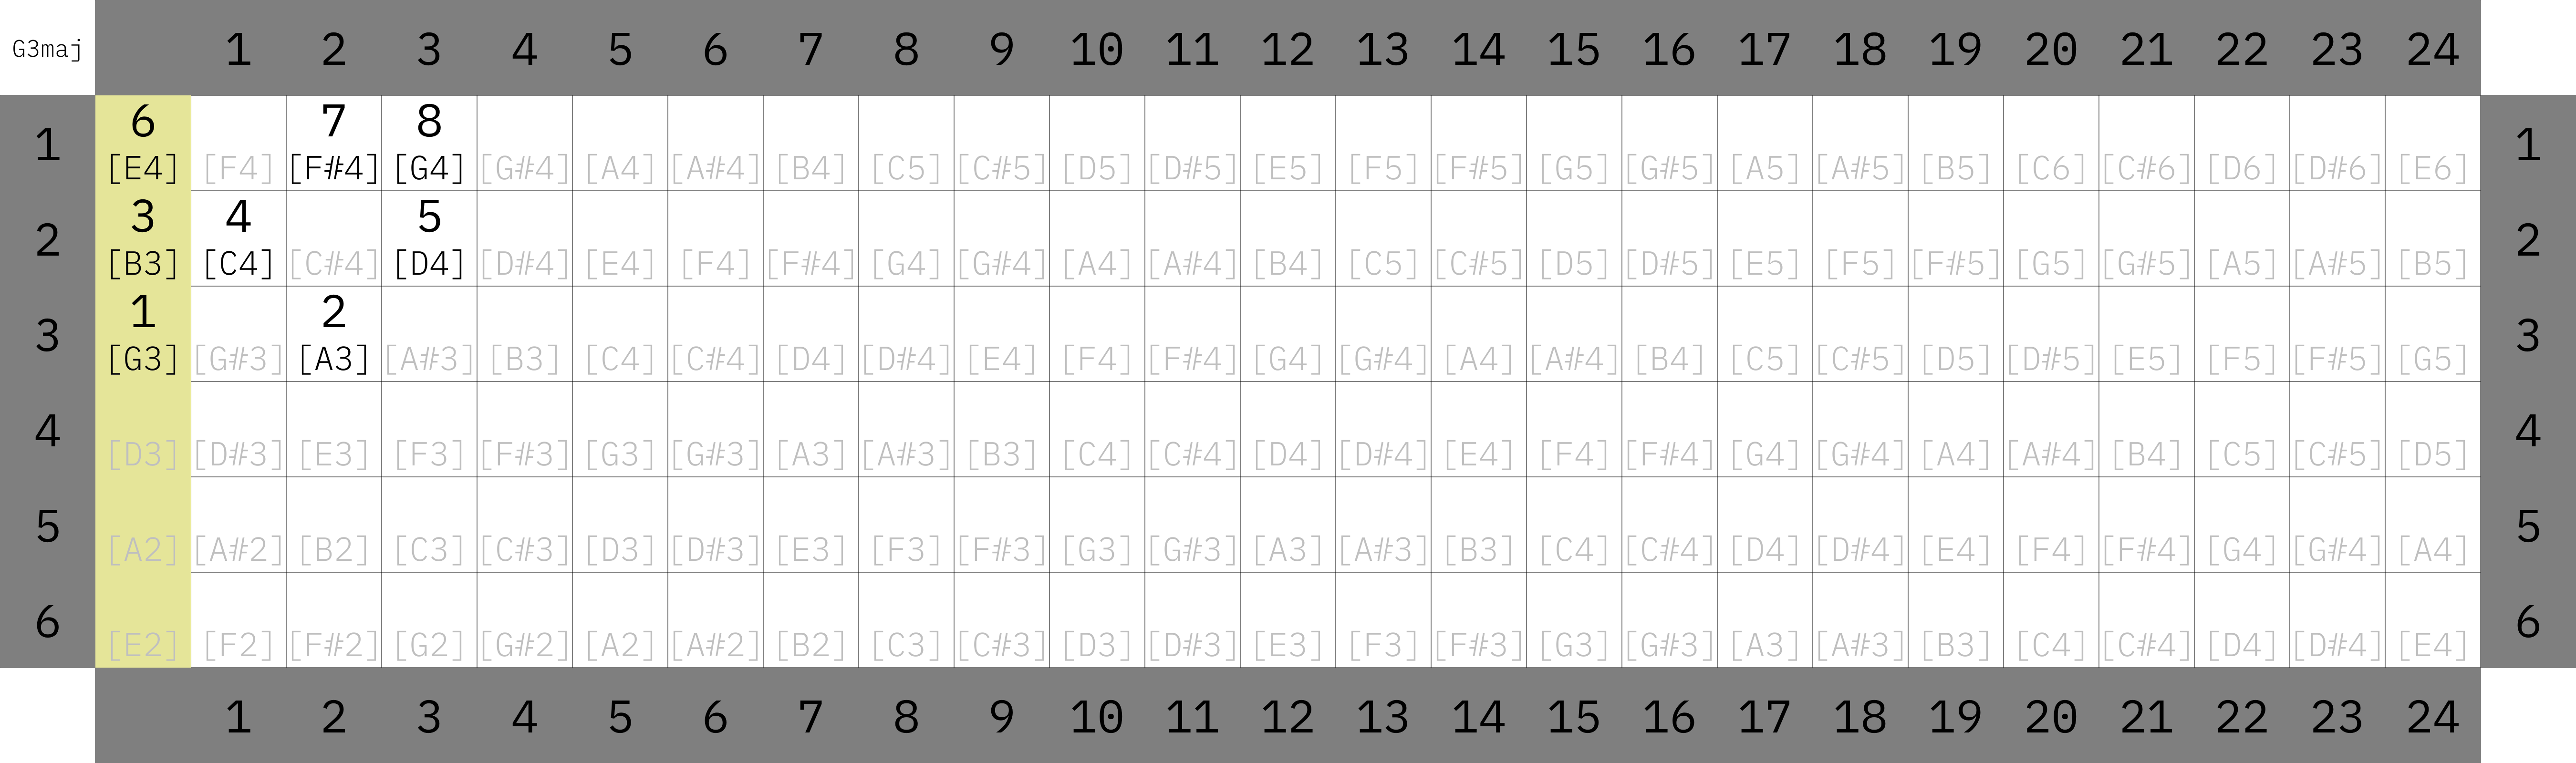 G3maj 1 2 3 4 5 6 7 8 9 10 11 12 13 14 15 16 17 18 19 20 21 22 23 24
6 7 8
1 [E4] [F4] [F#4] [G4] [G#4] [A4] [A#4] [B4] [C5] [C#5] [D5] [D#5] [E5] [F5] [F#5] [G5] [G#5] [A5] [A#5] [B5] [C6] [C#6] [D6] [D#6] [E6] 1
3 4 5
2 [B3] [C4] [C#4] [D4] [D#4] [E4] [F4] [F#4] [G4] [G#4] [A4] [A#4] [B4] [C5] [C#5] [D5] [D#5] [E5] [F5] [F#5] [G5] [G#5] [A5] [A#5] [B5] 2
1 2
3 [G3] [G#3] [A3] [A#3] [B3] [C4] [C#4] [D4] [D#4] [E4] [F4] [F#4] [G4] [G#4] [A4] [A#4] [B4] [C5] [C#5] [D5] [D#5] [E5] [F5] [F#5] [G5] 3
4 [D3] [D#3] [E3] [F3] [F#3] [G3] [G#3] [A3] [A#3] [B3] [C4] [C#4] [D4] [D#4] [E4] [F4] [F#4] [G4] [G#4] [A4] [A#4] [B4] [C5] [C#5] [D5] 4
5 [A2] [A#2] [B2] [C3] [C#3] [D3] [D#3] [E3] [F3] [F#3] [G3] [G#3] [A3] [A#3] [B3] [C4] [C#4] [D4] [D#4] [E4] [F4] [F#4] [G4] [G#4] [A4] 5
6 [E2] [F2] [F#2] [G2] [G#2] [A2] [A#2] [B2] [C3] [C#3] [D3] [D#3] [E3] [F3] [F#3] [G3] [G#3] [A3] [A#3] [B3] [C4] [C#4] [D4] [D#4] [E4] 6
1 2 3 4 5 6 7 8 9 10 11 12 13 14 15 16 17 18 19 20 21 22 23 24